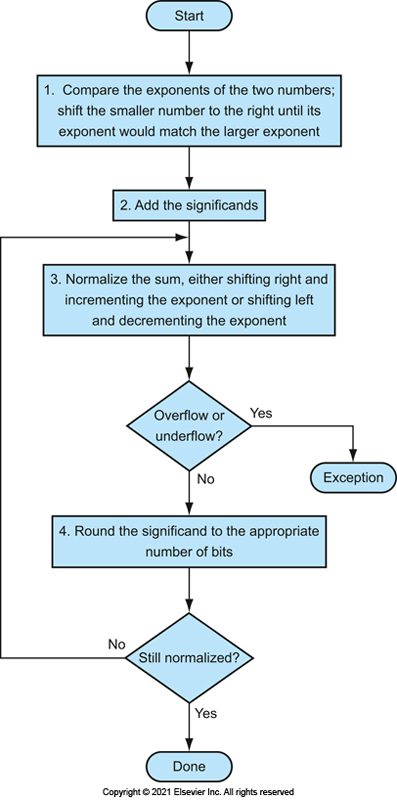 Start
1. Compare the exponents of the two numbers;
shift the smaller number to the right until its
exponent would match the larger exponent
2. Add the significands
3. Normalize the sum, either shifting right and
incrementing the exponent or shifting left
and decrementing the exponent
Overflow or
underflow?
Yes
Exception
No
4. Round the significand to the appropriate
number of bits
Still normalized?
No
Yes
Done
Copyright © 2021 Elsevier Inc. All rights reserved